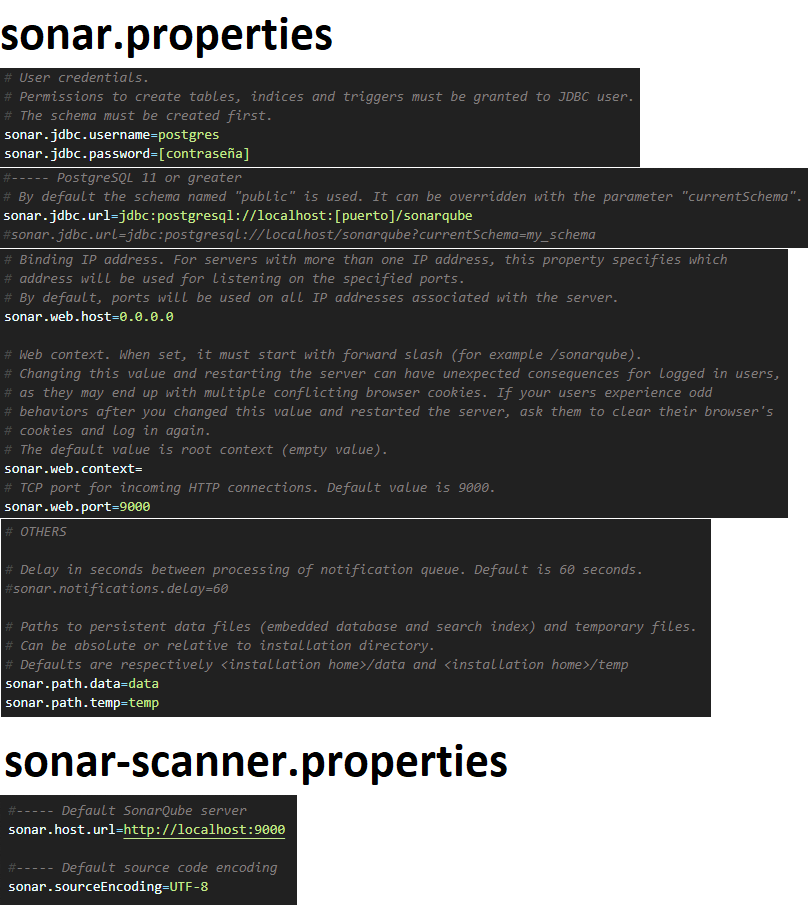 sonar.properties
# User credentials.
# Permissions to create tables, indices and triggers must be granted to JDBC user.
# The schema must be created first.
sonar.jdbc.username=postgres
sonar.jdbc.password=[contraseña]
#----- PostgreSQL 11 or greater
# By default the schema named "public" is used. It can be overridden with the parameter "currentSchema".
sonar.jdbc.url=jdbc:postgresql://localhost:[puerto]/sonarqube
#sonar.jdbc.url=jdbc:postgresql://localhost/sonarqube?currentSchema=my_schema
# Binding IP address. For servers with more than one IP address, this property specifies which
# address will be used for listening on the specified ports.
# By default, ports will be used on all IP addresses associated with the server.
sonar.web.host=0.0.0.0
# Web context. When set, it must start with forward slash (for example /sonarqube).
# Changing this value and restarting the server can have unexpected consequences for logged in users,
# as they may end up with multiple conflicting browser cookies. If your users experience odd
# behaviors after you changed this value and restarted the server, ask them to clear their browser's
# cookies and log in again.
# The default value is root context (empty value).
sonar.web.context=
# TCP port for incoming HTTP connections. Default value is 9000.
sonar.web.port=9000
# OTHERS
# Delay in seconds between processing of notification queue. Default is 60 seconds.
#sonar.notifications.delay=60
# Paths to persistent data files (embedded database and search index) and temporary files.
# Can be absolute or relative to installation directory.
# Defaults are respectively <installation home>/data and <installation home>/temp
sonar.path.data=data
sonar.path.temp=temp
sonar-scanner.properties
#----- Default SonarQube server
sonar.host.url=http://localhost:9000
#----- Default source code encoding
sonar.sourceEncoding=UTF-8